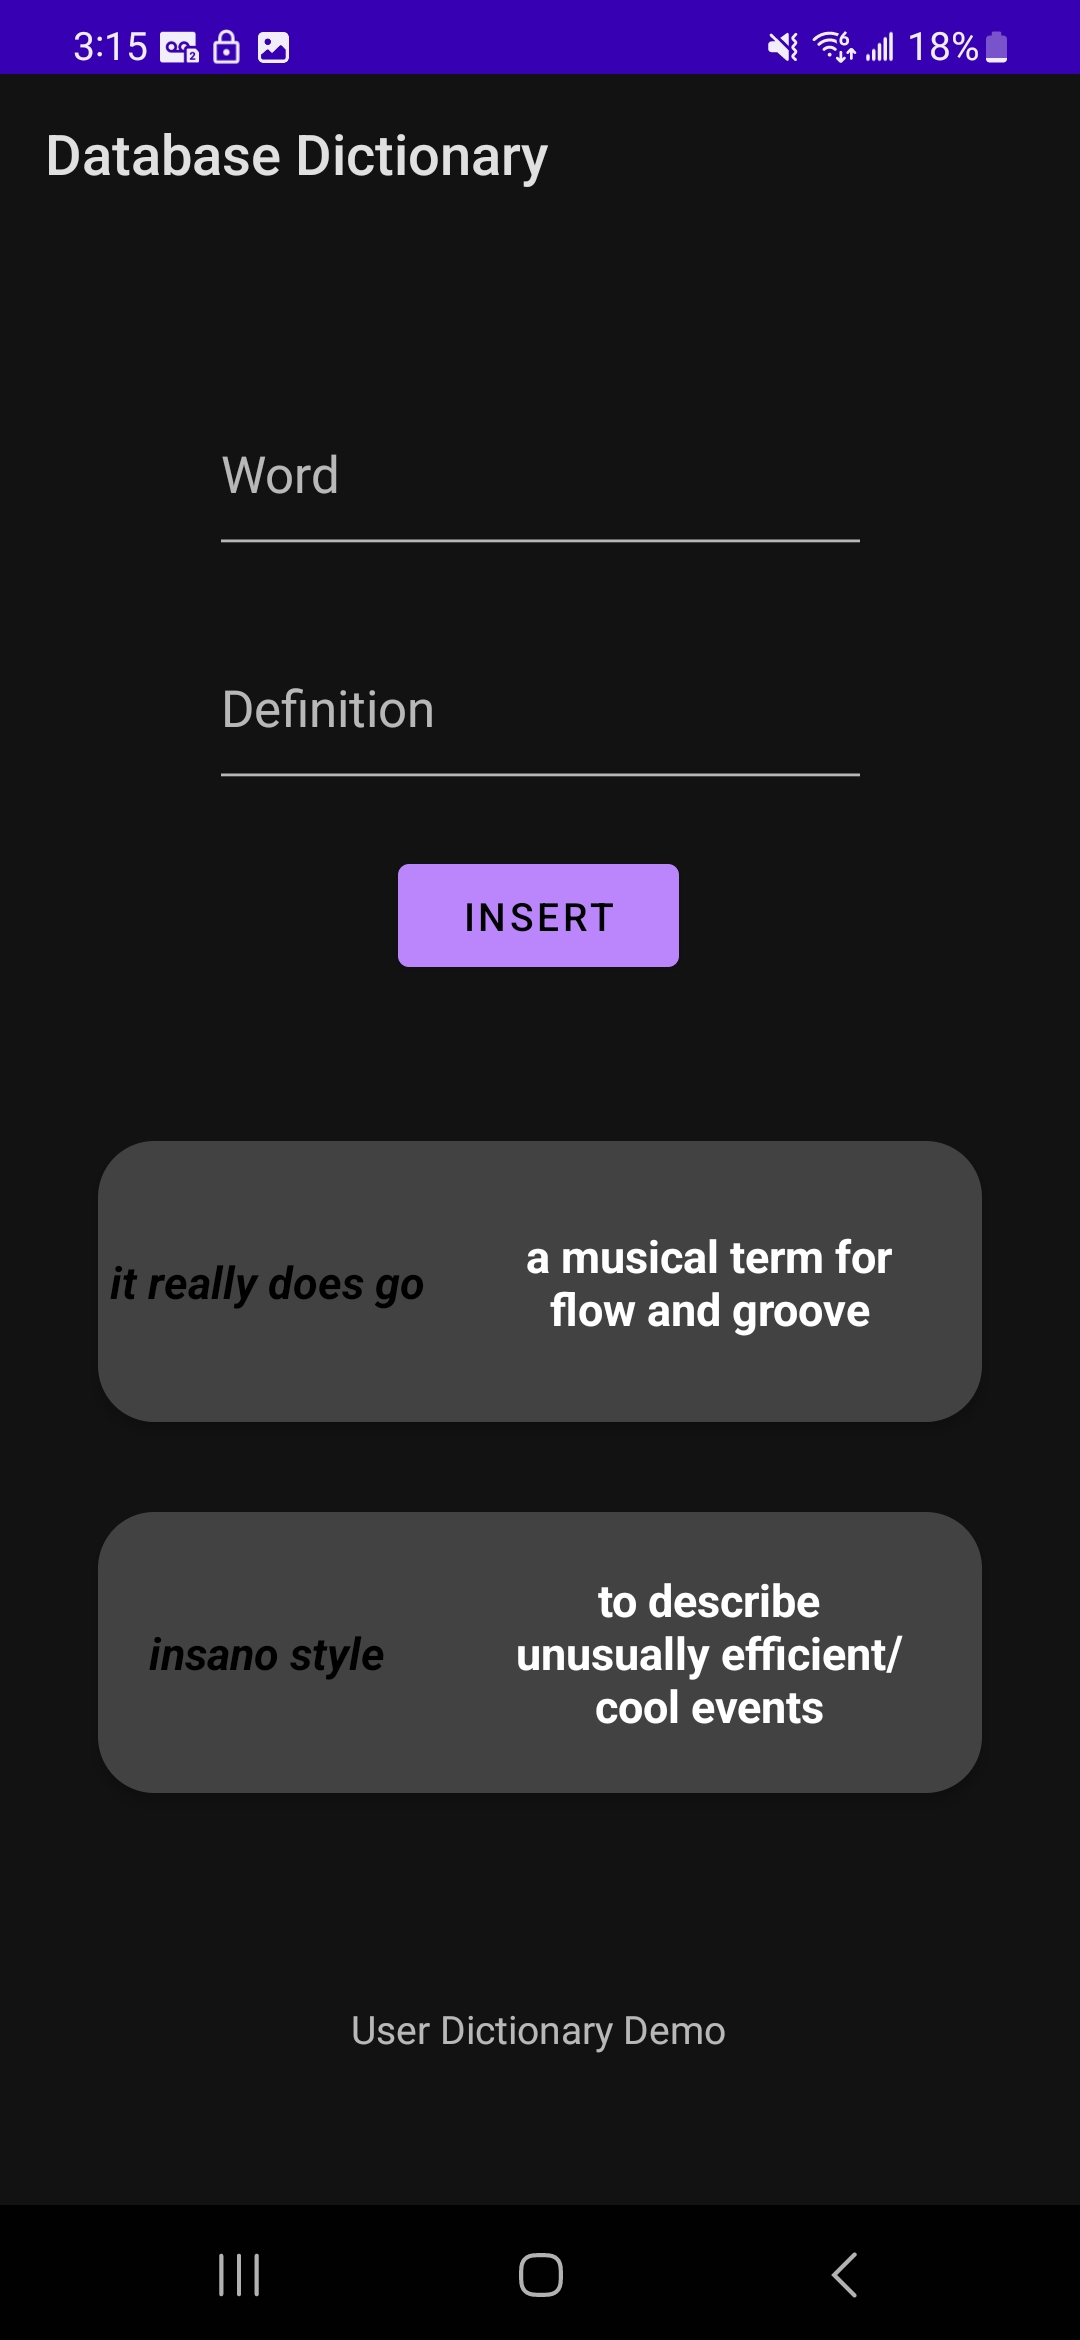 3:15
18%
Database Dictionary
Word
Definition
INSERT
it really does go
a musical term for
flow and groove
insano style
to describe
unusually efficient/
cool events
User Dictionary Demo